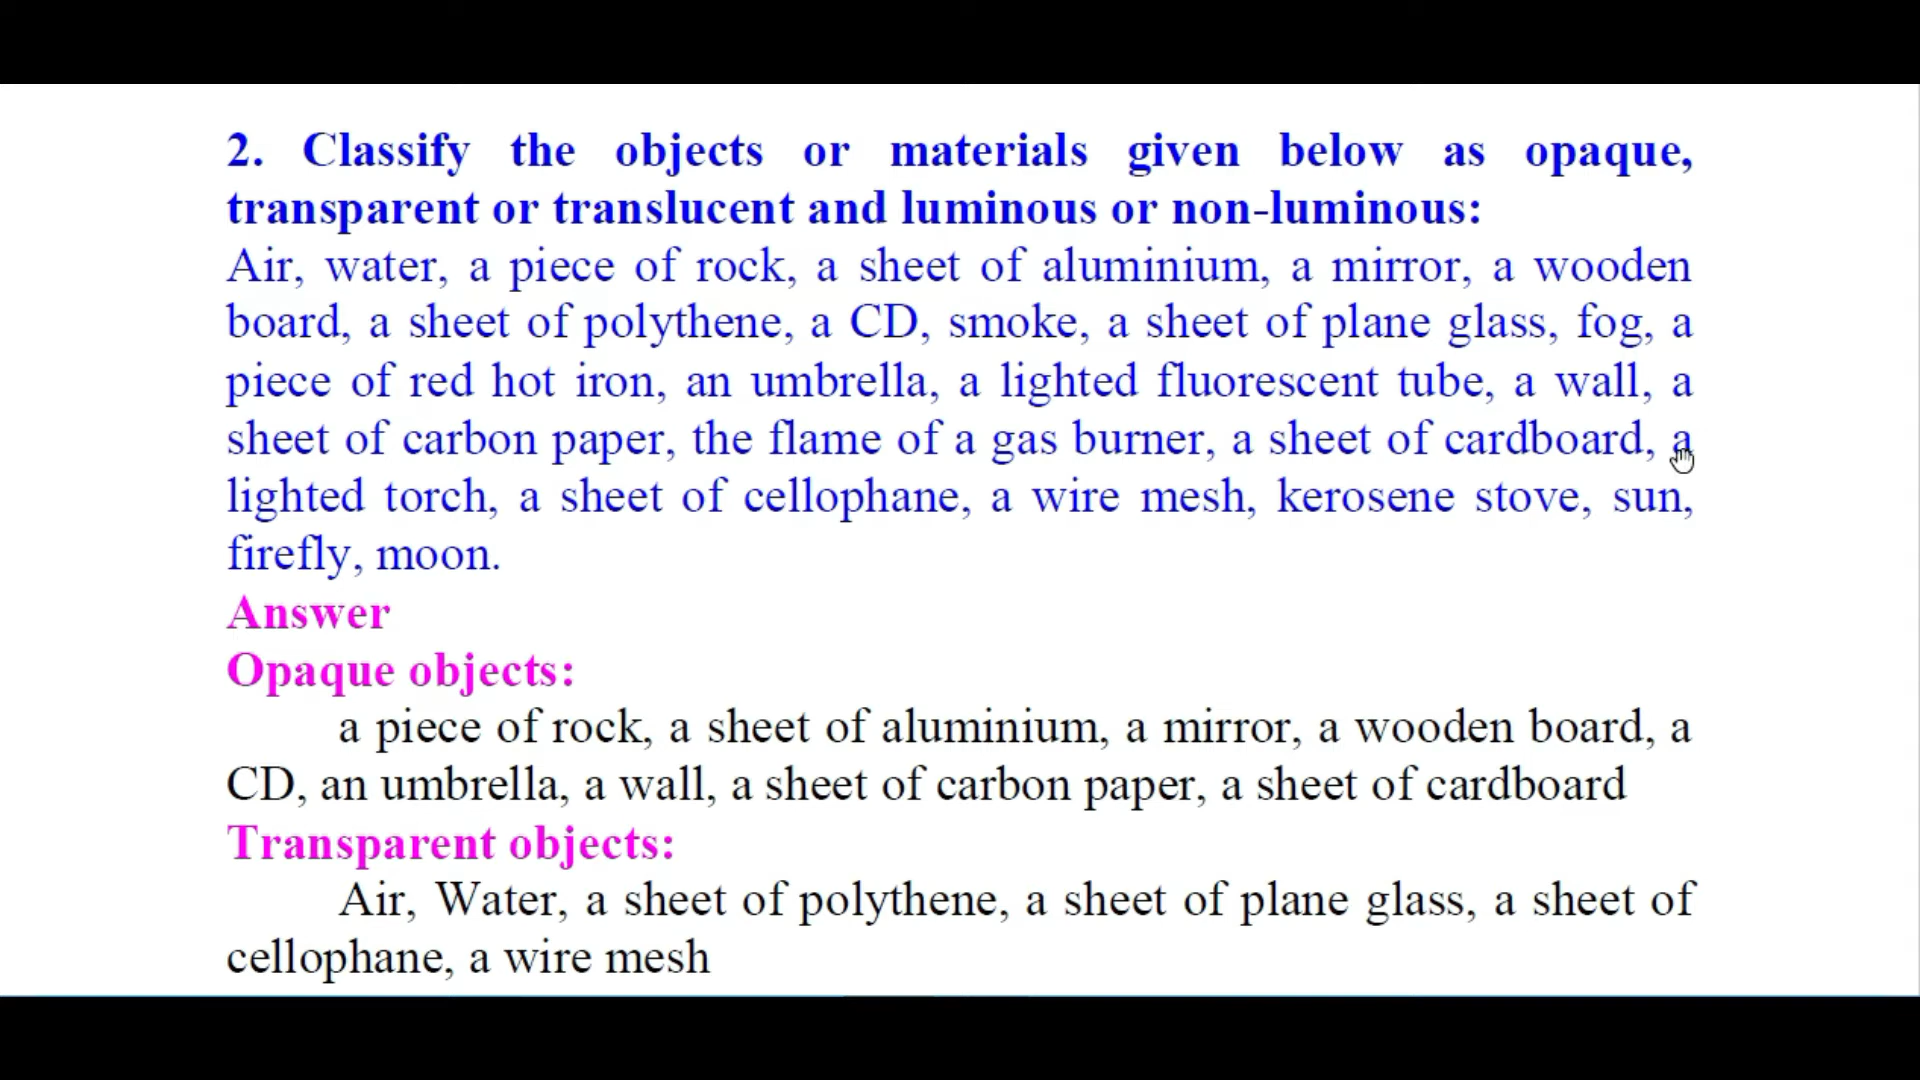 2. Classify the objects or materials given below as opaque,
transparent or translucent and luminous or non-luminous:
Air, water, a piece of rock, a sheet of aluminium, a mirror, a wooden
board, a sheet of polythene, a CD, smoke, a sheet of plane glass, fog, a
piece of red hot iron, an umbrella, a lighted fluorescent tube, a wall, a
sheet of carbon paper, the flame of a gas burner, a sheet of cardboard, a
lighted torch, a sheet of cellophane, a wire mesh, kerosene stove, sun,
firefly, moon.
Answer
Opaque objects:
a piece of rock, a sheet of aluminium, a mirror, a wooden board, a
CD, an umbrella, a wall, a sheet of carbon paper, a sheet of cardboard
Transparent objects:
Air, Water, a sheet of polythene, a sheet of plane glass, a sheet of
cellophane, a wire mesh